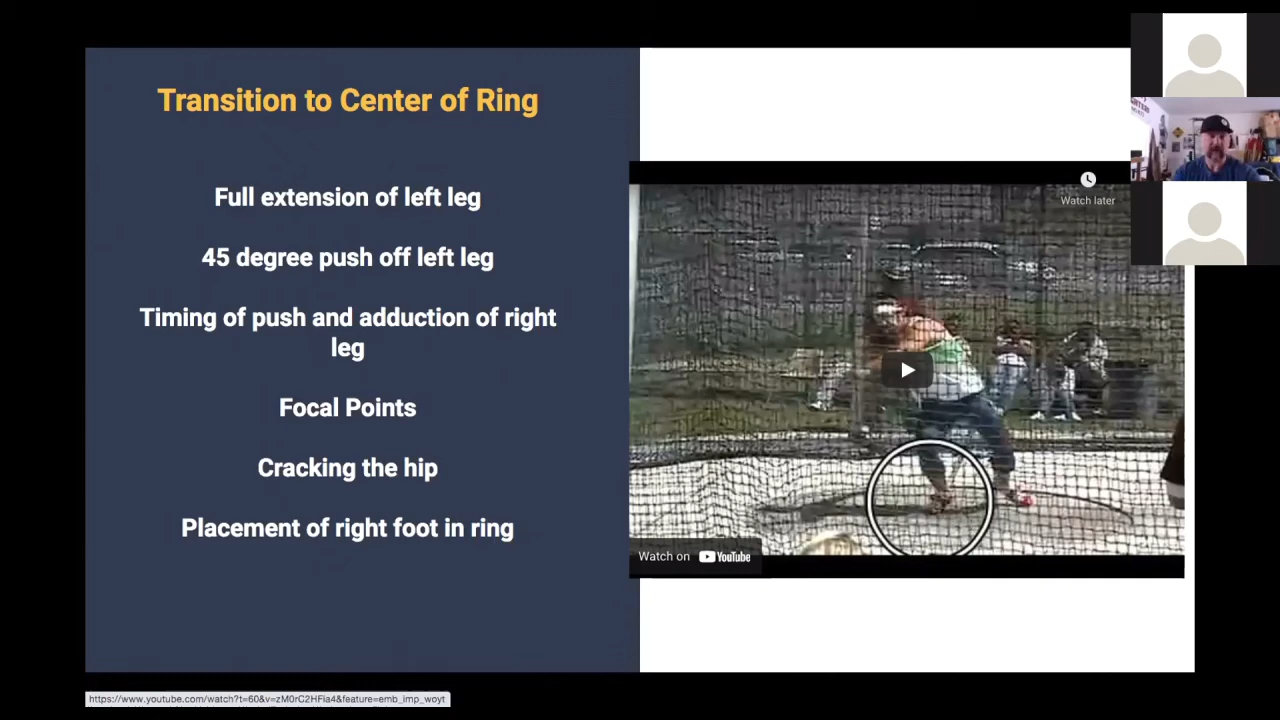 Transition to Center of Ring
Full extension of left leg
45 degree push off left leg
Timing of push and adduction of right
leg
Focal Points
Cracking the hip
Placement of right foot in ring
Watch later
Watch on YouTube
https://www.youtube.com/watch?t=60&v=zM0rC2HFia4&feature=emb_imp_woyt